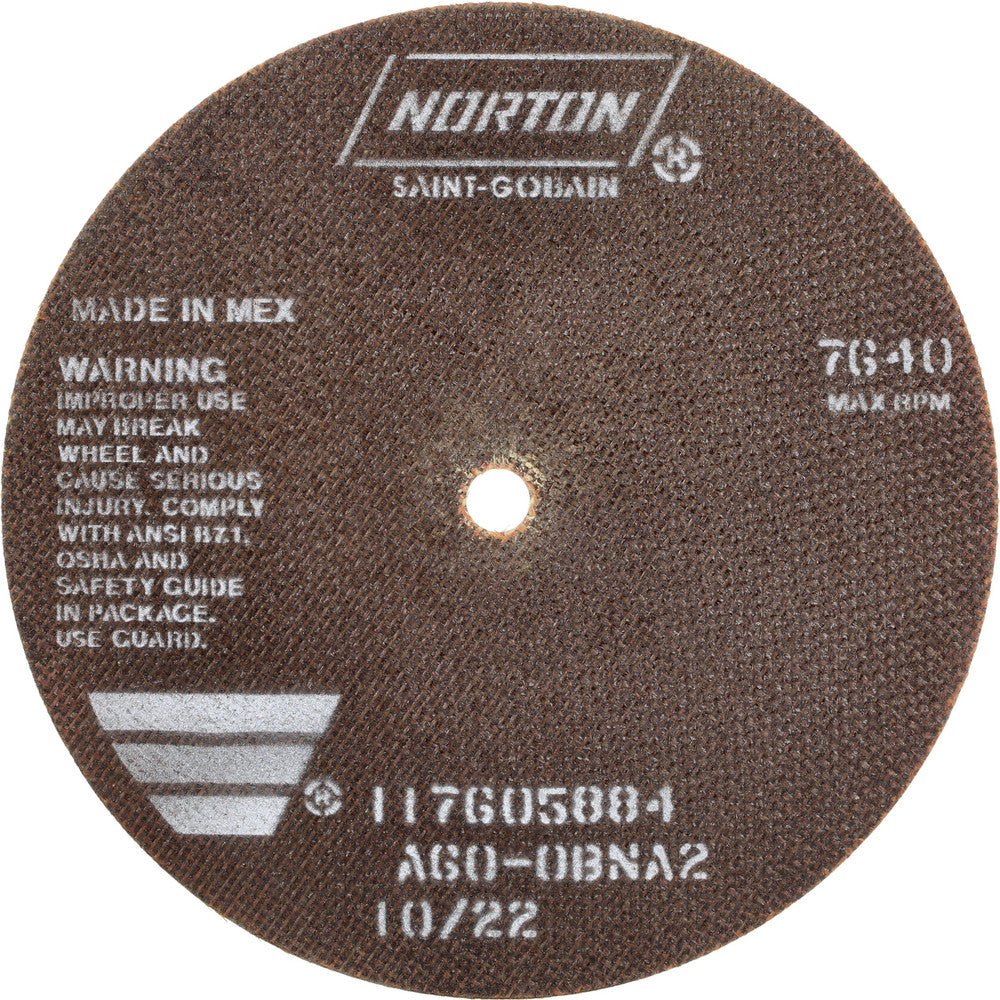 NORTON
SAINT-GOBAIN
MADE IN MEX
WARNING
IMPROPER USE
MAY BREAK
WHEEL AND
CAUSE SERIOUS
INJURY. COMPLY
WITH ANSI B7.1,
OSHA AND
SAFETY GUIDE
IN PACKAGE.
USE GUARD.
7640
MAX RPM
117605884
A60-OBNA2
10/22